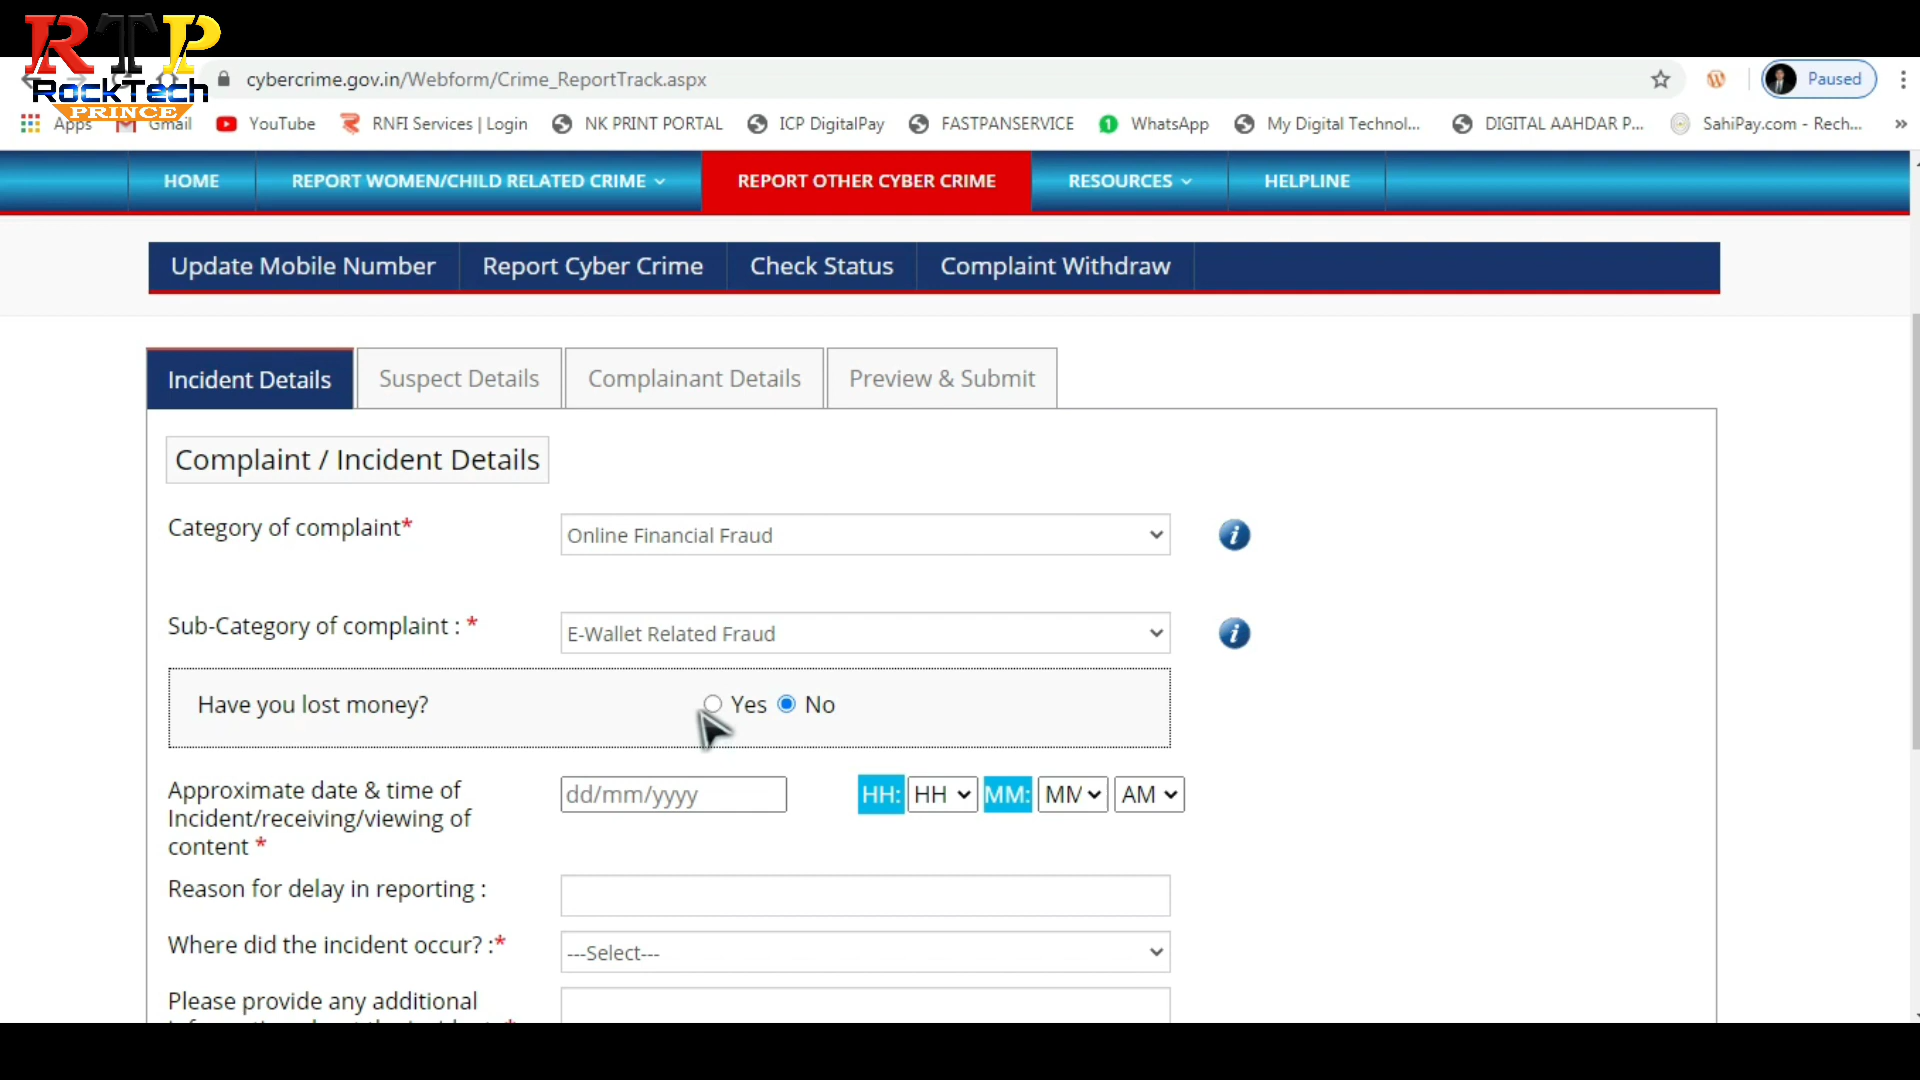 RTP
RockTech
PRINCE
cybercrime.gov.in/Webform/Crime_ReportTrack.aspx
Paused
Apps Gmail YouTube RNFI Services | Login NK PRINT PORTAL ICP DigitalPay FASTPANSERVICE WhatsApp My Digital Technol... DIGITAL AAHDAR P... SahiPay.com - Rech... »
HOME REPORT WOMEN/CHILD RELATED CRIME REPORT OTHER CYBER CRIME RESOURCES HELPLINE
Update Mobile Number Report Cyber Crime Check Status Complaint Withdraw
Incident Details Suspect Details Complainant Details Preview & Submit
Complaint / Incident Details
Category of complaint* Online Financial Fraud i
Sub-Category of complaint : * E-Wallet Related Fraud i
Have you lost money? Yes No
Approximate date & time of dd/mm/yyyy HH: HH MM: MM AM
Incident/receiving/viewing of
content *
Reason for delay in reporting :
Where did the incident occur? :* ---Select---
Please provide any additional